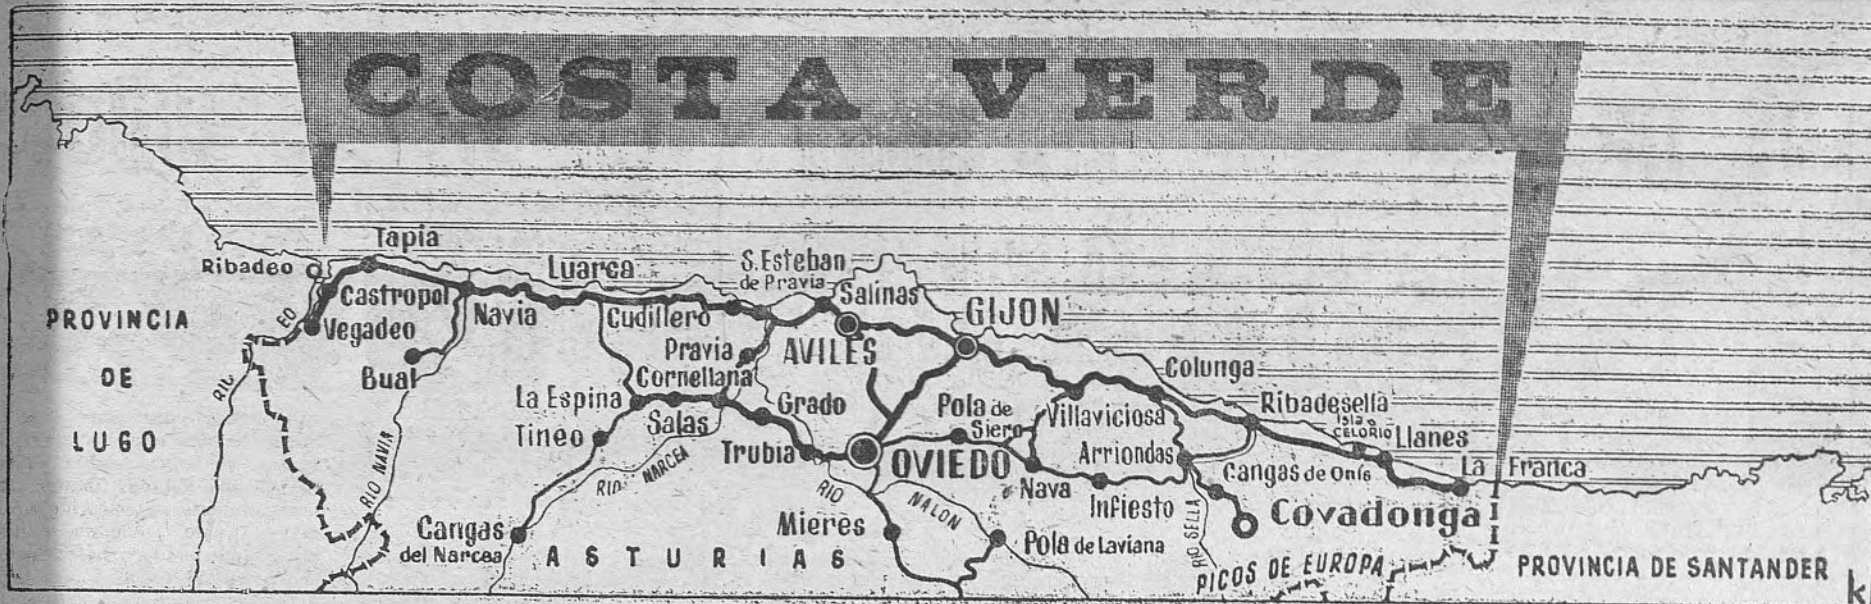 COSTA VERDE
Tapia
Ribadeo
Luarca
S. Esteban
de Pravia
Salinas
GIJON
Castropol
Navia
Cudillero
EO
Vegadeo
AVILÉS
PROVINCIA
DE
LUGO
Pravia
Cornellana
Bual
Colunga
RIO
La Espina
Salas
Grado
Pola de
Siero
Villaviciosa
Ribadesella
ISLA
CELORIO
Llanes
Tineo
Trubia
OVIEDO
Arriondas
Cangas de Onís
La Franca
RIO NAVIA
RIO NARCEA
RIO
NALON
Nava
Infiesto
Covadonga
Cangas
del Narcea
Mieres
Pola de Laviana
RIO SELLA
ASTURIAS
PICOS DE EUROPA
PROVINCIA DE SANTANDER
k